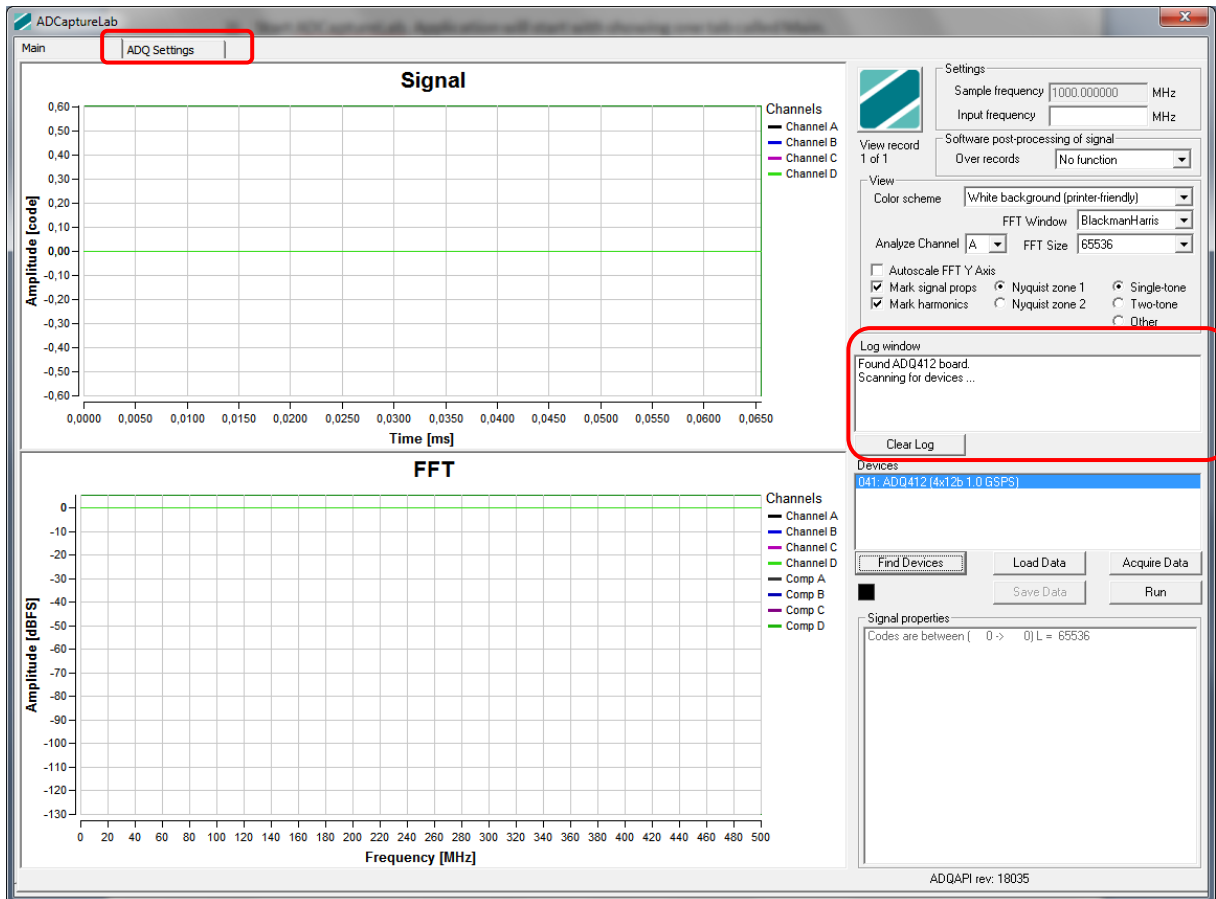 ADCaptureLab
Main
ADQ Settings
Signal
0,60
0,50
0,40
0,30
0,20
0,10
0,00
-0,10
-0,20
-0,30
-0,40
-0,50
-0,60
Amplitude [code]
0,0000 0,0050 0,0100 0,0150 0,0200 0,0250 0,0300 0,0350 0,0400 0,0450 0,0500 0,0550 0,0600 0,0650
Time [ms]
Channels
Channel A
Channel B
Channel C
Channel D
FFT
0
-10
-20
-30
-40
-50
-60
-70
-80
-90
-100
-110
-120
-130
Amplitude [dBFS]
0 20 40 60 80 100 120 140 160 180 200 220 240 260 280 300 320 340 360 380 400 420 440 460 480 500
Frequency [MHz]
Channels
Channel A
Channel B
Channel C
Channel D
Comp A
Comp B
Comp C
Comp D
View record
1 of 1
Settings
Sample frequency 1000.000000 MHz
Input frequency MHz
Software post-processing of signal
Over records No function
View
Color scheme White background (printer-friendly)
FFT Window BlackmanHarris
Analyze Channel A FFT Size 65536
Autoscale FFT Y Axis
Mark signal props Nyquist zone 1 Single-tone
Mark harmonics Nyquist zone 2 Two-tone
Other
Log window
Found ADQ412 board.
Scanning for devices ...
Clear Log
Devices
041: ADQ412 (4x12b 1.0 GSPS)
Find Devices Load Data Acquire Data
Save Data Run
Signal properties
Codes are between ( 0 -> 0) L = 65536
ADQAPI rev: 18035